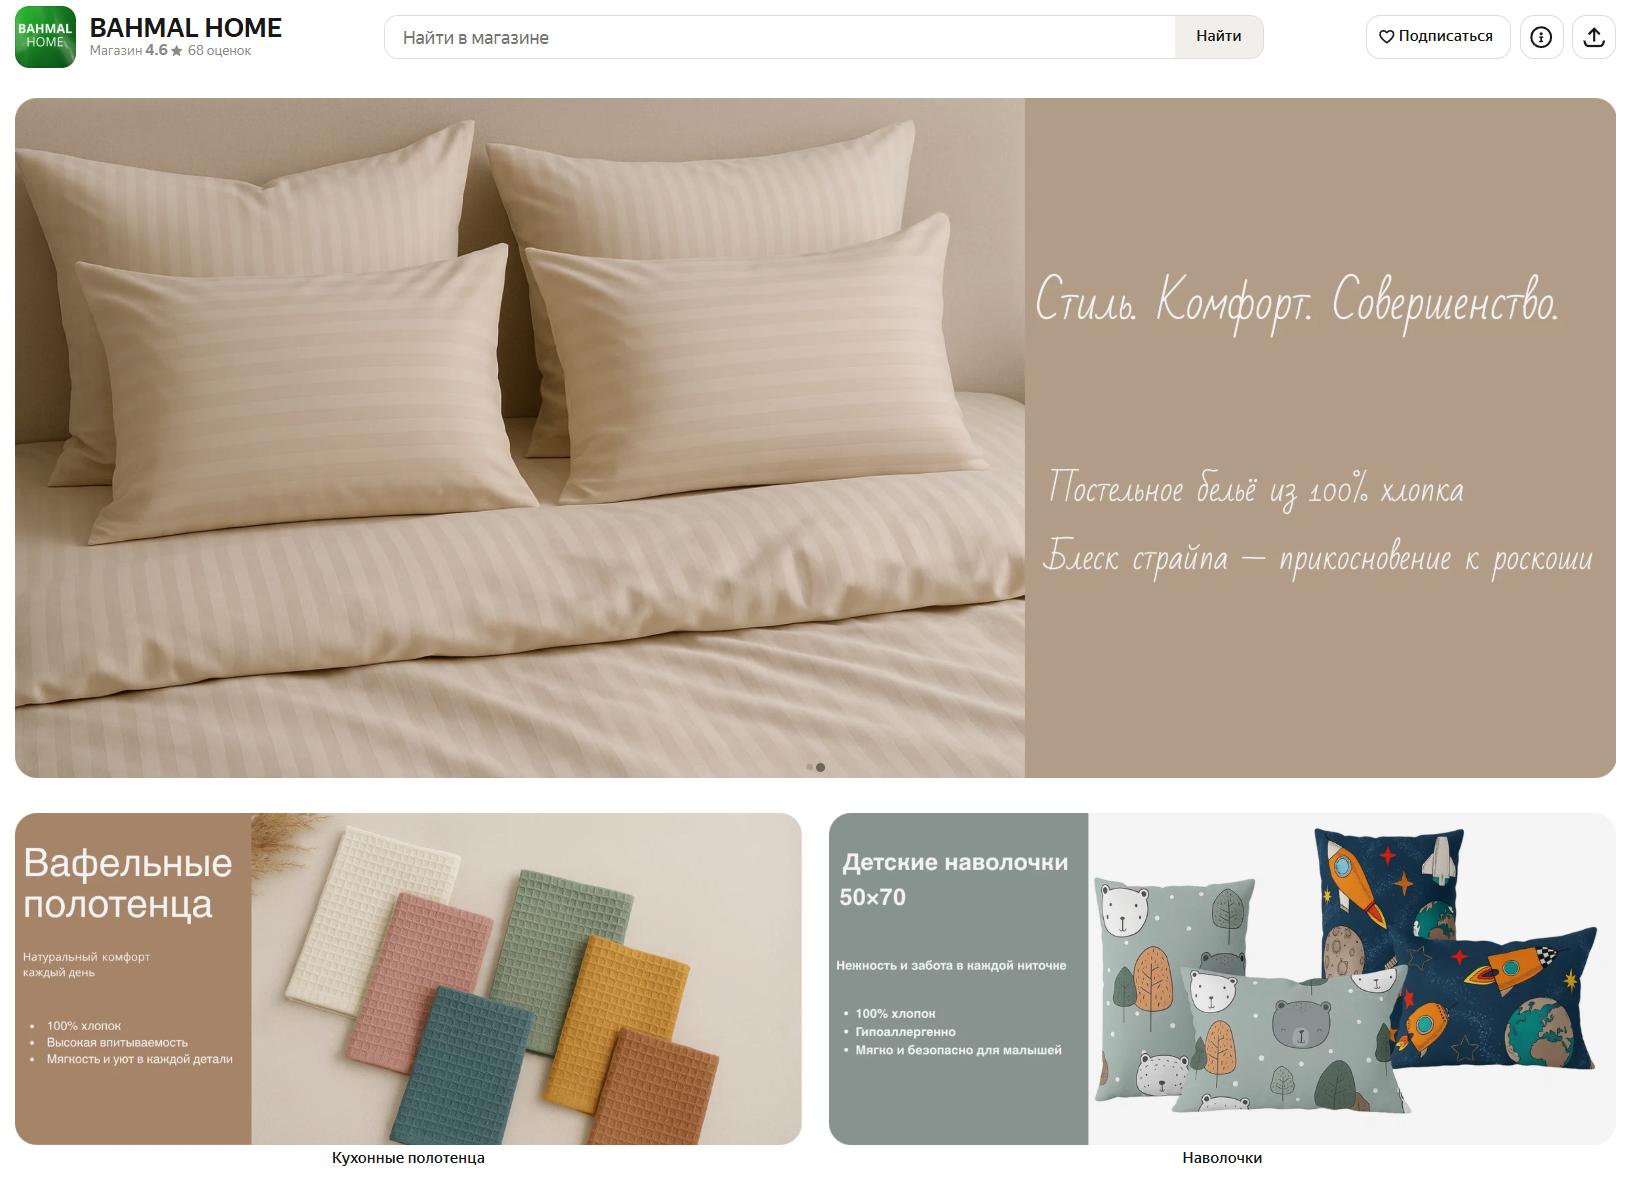 BAHMAL HOME
BAHMAL HOME
Магазин 4.6 ★ 68 оценок
Найти в магазине
Найти
Подписаться
Стиль. Комфорт. Совершенство.
Постельное бельё из 100% хлопка
Блеск страйпа — прикосновение к роскоши
Вафельные
полотенца
Натуральный комфорт
каждый день
• 100% хлопок
• Высокая впитываемость
• Мягкость и уют в каждой детали
Детские наволочки
50×70
Нежность и забота в каждой ниточке
• 100% хлопок
• Гипоаллергенно
• Мягко и безопасно для малышей
Кухонные полотенца
Наволочки